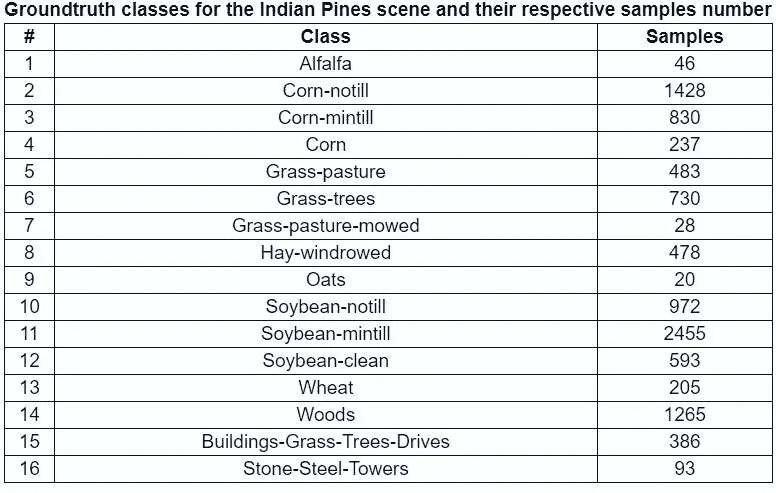 Groundtruth classes for the Indian Pines scene and their respective samples number
# Class Samples
1 Alfalfa 46
2 Corn-notill 1428
3 Corn-mintill 830
4 Corn 237
5 Grass-pasture 483
6 Grass-trees 730
7 Grass-pasture-mowed 28
8 Hay-windrowed 478
9 Oats 20
10 Soybean-notill 972
11 Soybean-mintill 2455
12 Soybean-clean 593
13 Wheat 205
14 Woods 1265
15 Buildings-Grass-Trees-Drives 386
16 Stone-Steel-Towers 93